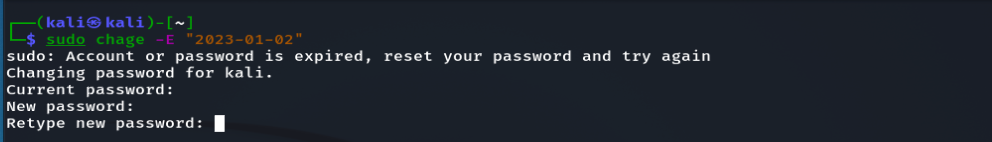 ┌──(kali㉿kali)-[~]
└─$ sudo chage -E "2023-01-02"
sudo: Account or password is expired, reset your password and try again
Changing password for kali.
Current password:
New password:
Retype new password: